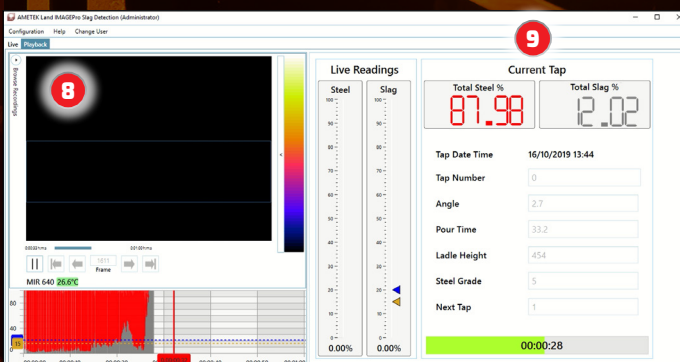 AMETEK Land IMAGEPro Slag Detection (Administrator)
Configuration Help Change User
Live Playback
Browse Recordings
8
9
1811
Frame
MIR 640 26.6°C
80
40
15
0
Live Readings
Steel Slag
100 100
90 90
80 80
70 70
60 60
50 50
40 40
30 30
20 20
10 10
0 0
0.00% 0.00%
Current Tap
Total Steel % Total Slag %
87.98 12.02
Tap Date Time 16/10/2019 13:44
Tap Number 0
Angle 2.7
Pour Time 33.2
Ladle Height 454
Steel Grade 5
Next Tap 1
00:00:28